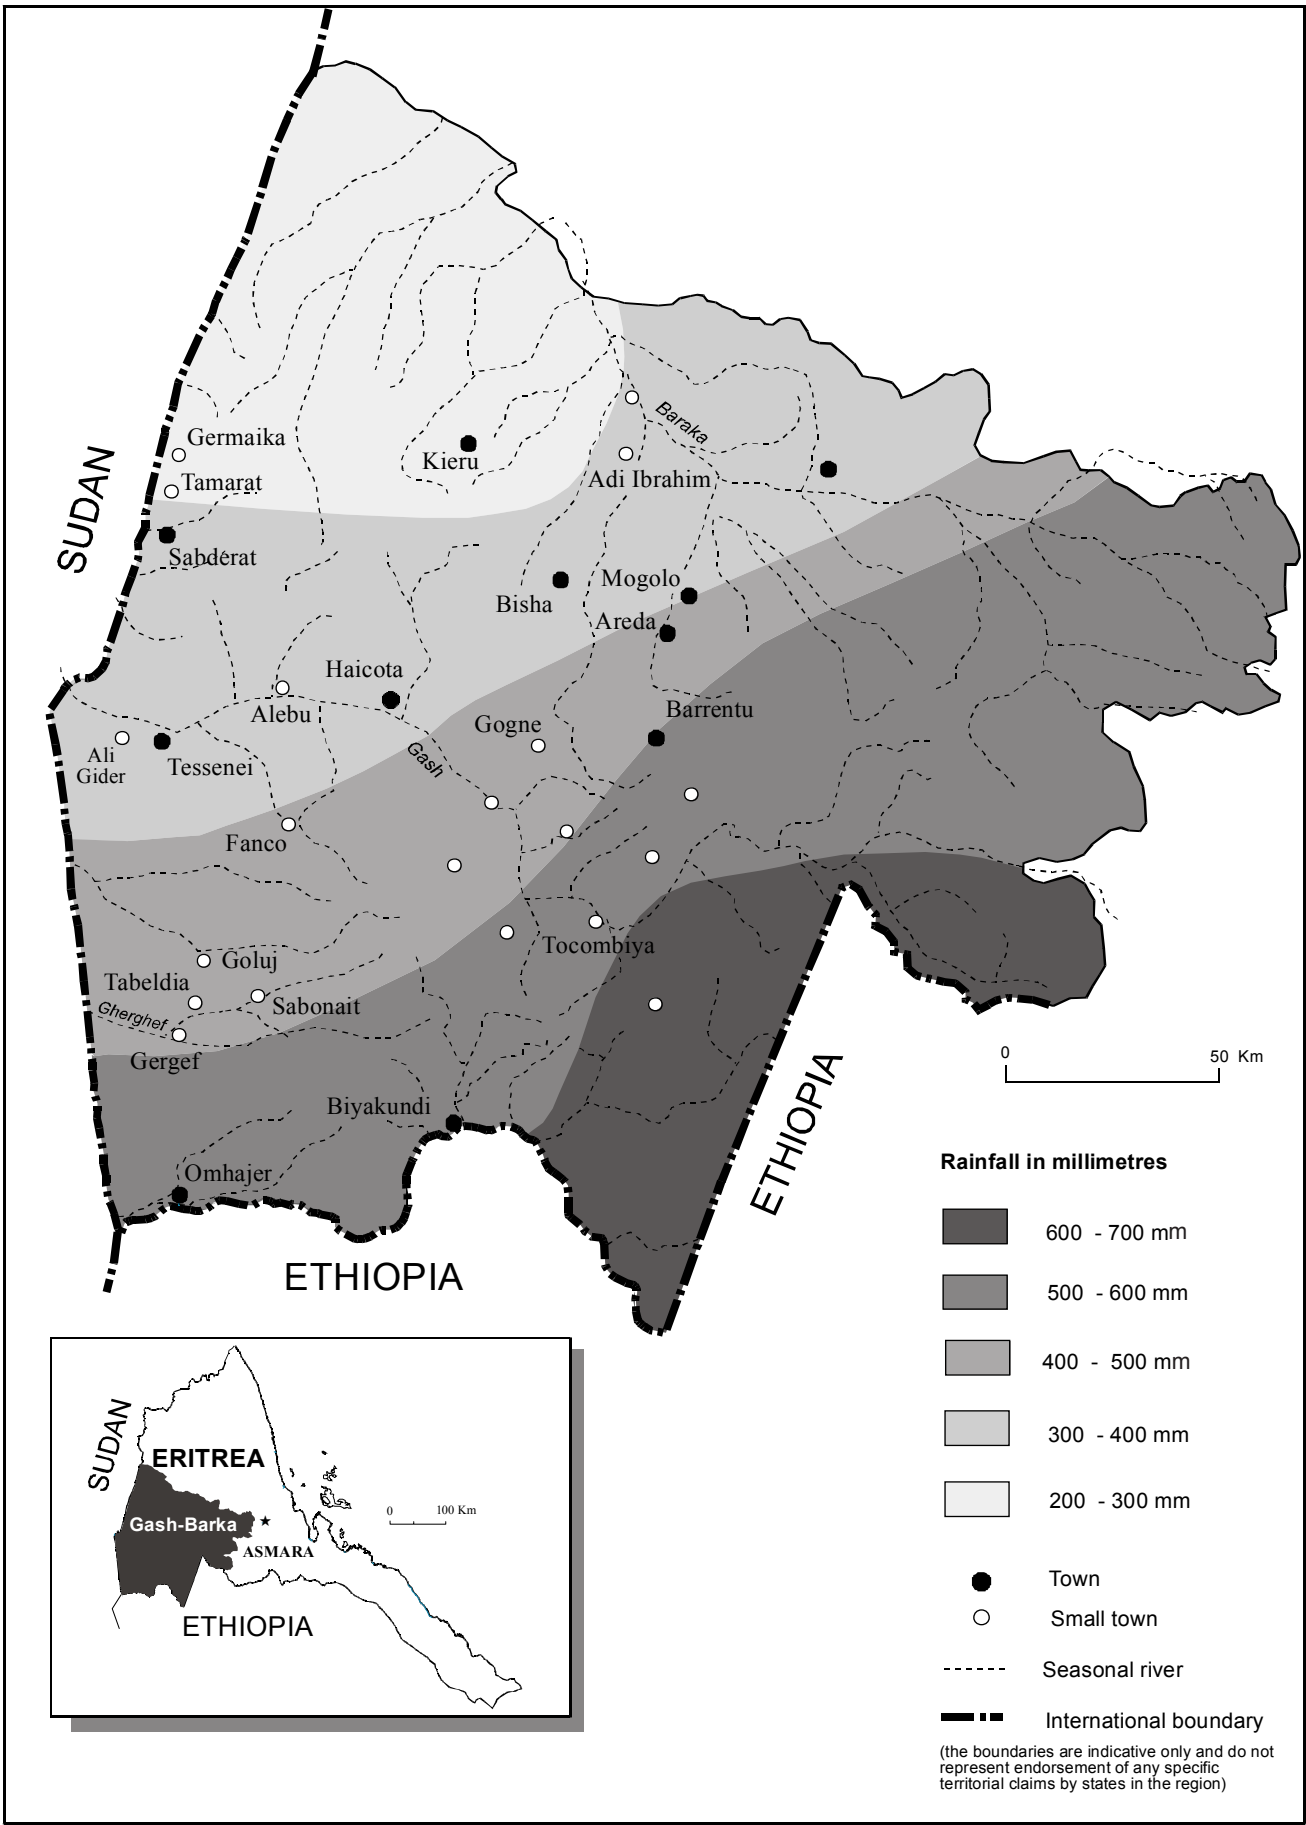 Germaika
Baraka
SUDAN
Kieru
Tamarat
Adi Ibrahim
Sabderat
Mogolo
Bisha
Areda
Haicota
Alebu
Gogne
Barrentu
Ali
Gider
Tessenei
Gash
Fanco
Tocombiya
Goluj
Tabeldia
Sabonait
Gherghef
Gergef
Biyakundi
Omhajer
ETHIOPIA
ETHIOPIA
0 50 Km
Rainfall in millimetres
600 - 700 mm
500 - 600 mm
400 - 500 mm
300 - 400 mm
200 - 300 mm
Town
Small town
Seasonal river
International boundary
(the boundaries are indicative only and do not
represent endorsement of any specific
territorial claims by states in the region)
SUDAN
ERITREA
0 100 Km
Gash-Barka
ASMARA
ETHIOPIA